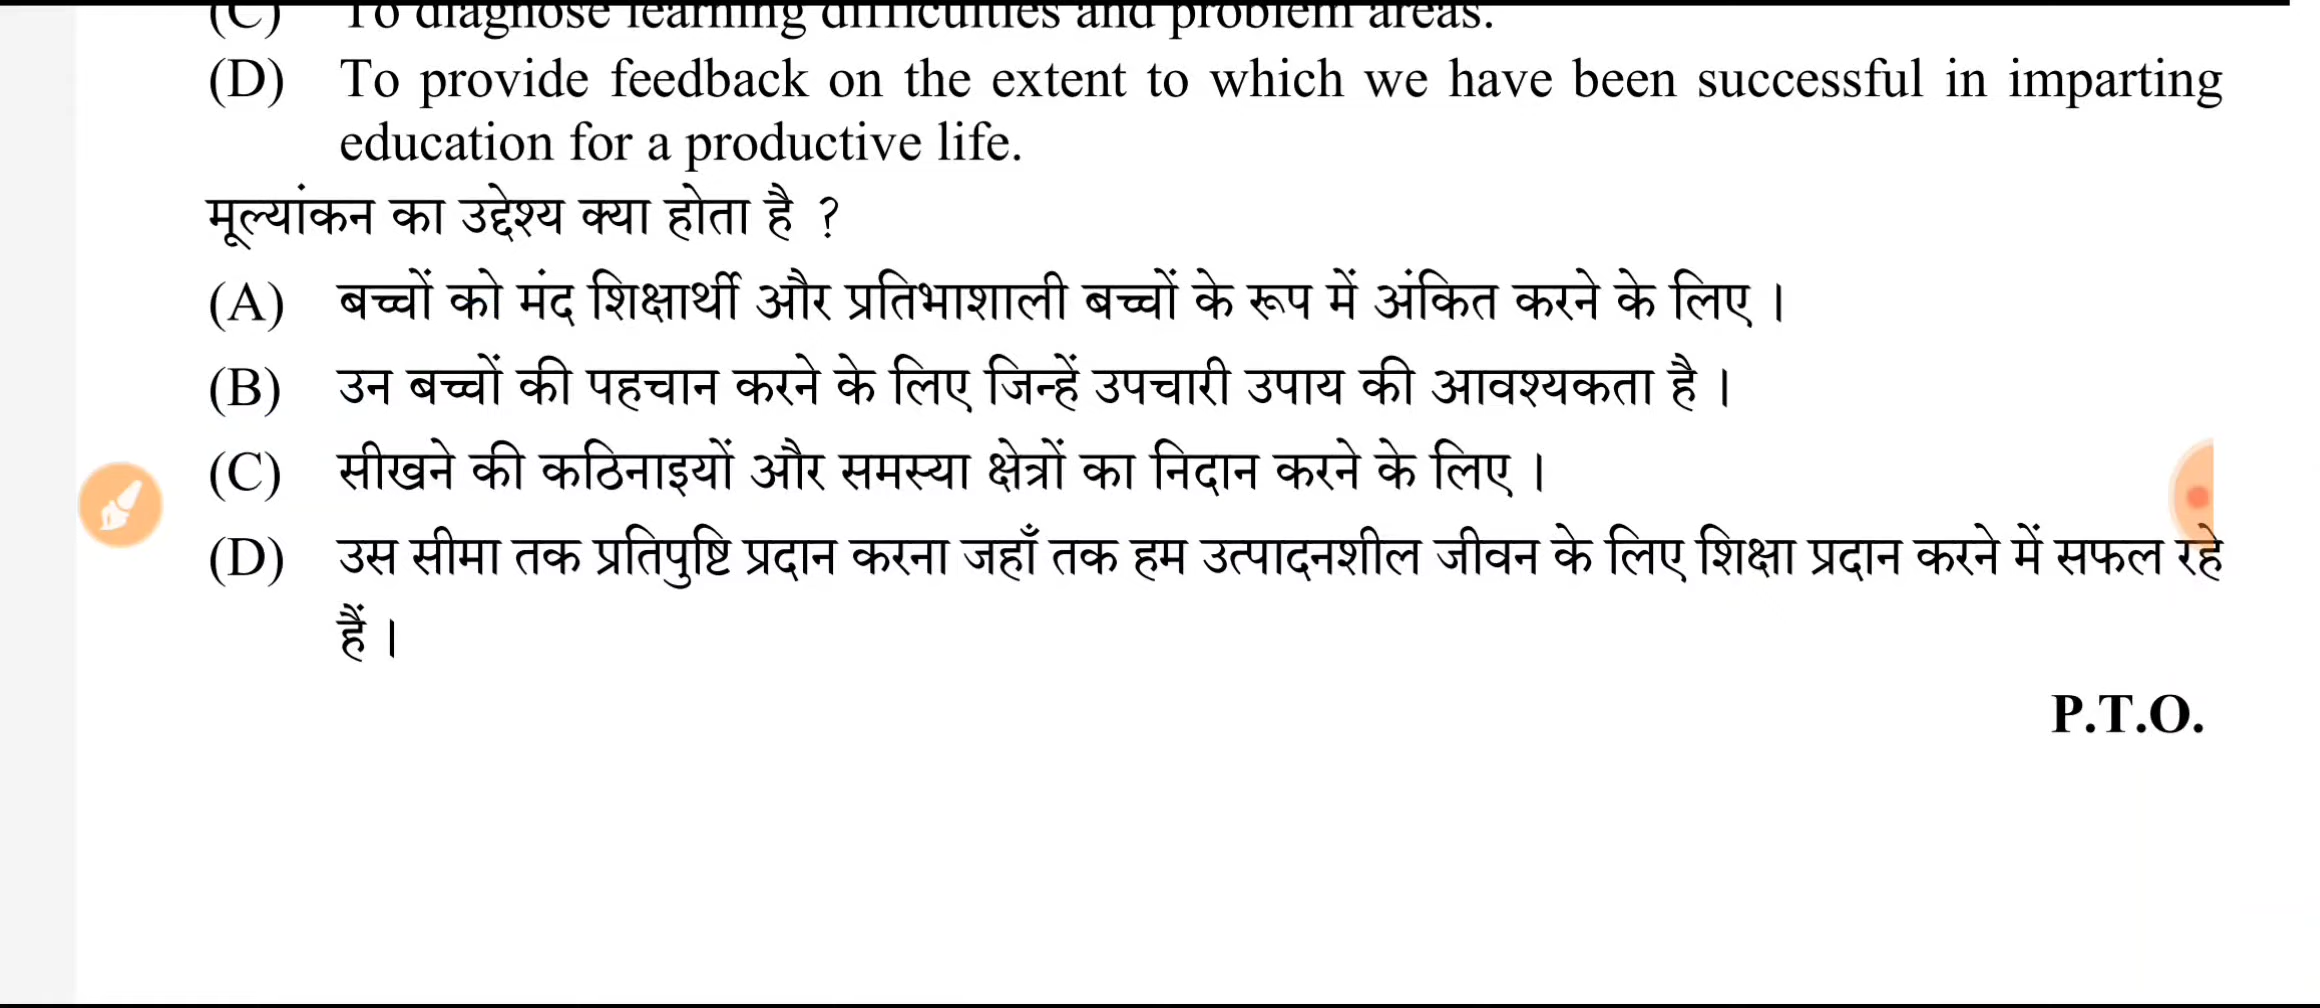 (C) To diagnose learning difficulties and problem areas.
(D) To provide feedback on the extent to which we have been successful in imparting
education for a productive life.
मूल्यांकन का उद्देश्य क्या होता है ?
(A) बच्चों को मंद शिक्षार्थी और प्रतिभाशाली बच्चों के रूप में अंकित करने के लिए ।
(B) उन बच्चों की पहचान करने के लिए जिन्हें उपचारी उपाय की आवश्यकता है ।
(C) सीखने की कठिनाइयों और समस्या क्षेत्रों का निदान करने के लिए ।
(D) उस सीमा तक प्रतिपुष्टि प्रदान करना जहाँ तक हम उत्पादनशील जीवन के लिए शिक्षा प्रदान करने में सफल रहे
हैं ।
P.T.O.